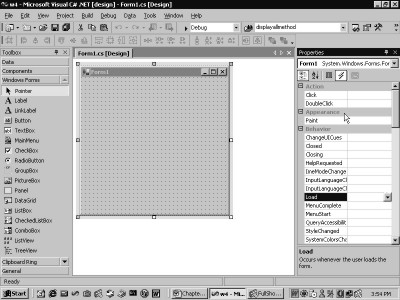 w4 - Microsoft Visual C# .NET [design] - Form1.cs [Design]
File Edit View Project Build Debug Data Tools Window Help
Debug
displayallmethod
Toolbox
Data
Components
Windows Forms
Pointer
Label
LinkLabel
Button
TextBox
MainMenu
CheckBox
RadioButton
GroupBox
PictureBox
Panel
DataGrid
ListBox
CheckedListBox
ComboBox
ListView
TreeView
Clipboard Ring
General
Form1.cs [Design]
Form1
Properties
Form1 System.Windows.Forms.For
Action
Click
DoubleClick
Appearance
Paint
Behavior
ChangeUICues
Closed
Closing
HelpRequested
ImeModeChange
InputLanguageCh
InputLanguageCh
Load
MenuComplete
MenuStart
QueryAccessibilit
StyleChanged
SystemColorsCha
Load
Occurs whenever the user loads the
form.
Ready
Start
Chapte...
w4 - Mi...
FullSho...
3:54 PM